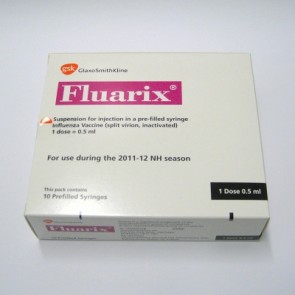 gsk GlaxoSmithKline
Fluarix®
Suspension for injection in a pre-filled syringe
Influenza Vaccine (split virion, inactivated)
1 dose = 0.5 ml
For use during the 2011-12 NH season
1 Dose 0.5 ml
This pack contains
10 Prefilled Syringes